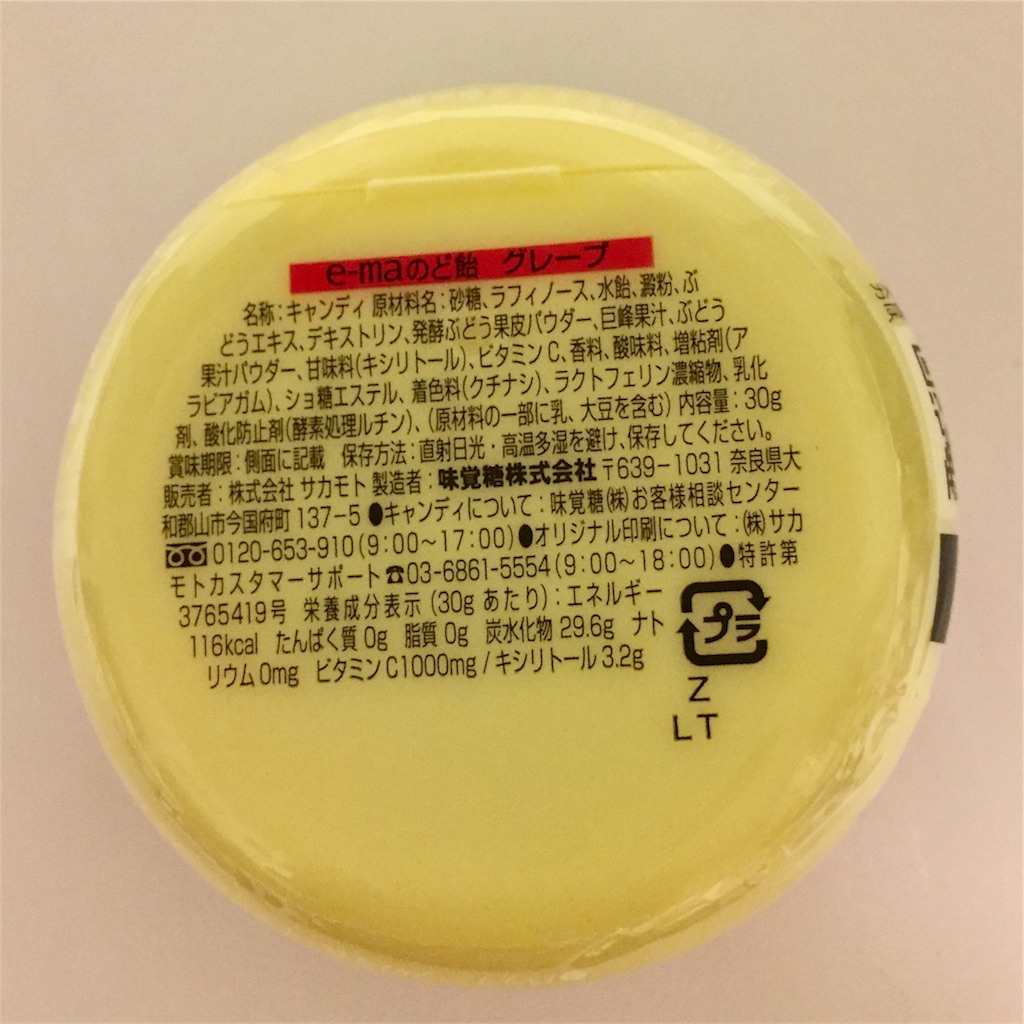 e-maのど飴 グレープ
名称：キャンディ 原材料名：砂糖、ラフィノース、水飴、澱粉、ぶ
どうエキス、デキストリン、発酵ぶどう果皮パウダー、巨峰果汁、ぶどう
果汁パウダー、甘味料(キシリトール)、ビタミンC、香料、酸味料、増粘剤(ア
ラビアガム)、ショ糖エステル、着色料(クチナシ)、ラクトフェリン濃縮物、乳化
剤、酸化防止剤(酵素処理ルチン)、(原材料の一部に乳、大豆を含む) 内容量：30g
賞味期限：側面に記載 保存方法：直射日光・高温多湿を避け、保存してください。
販売者：株式会社 サカモト 製造者：味覚糖株式会社 〒639-1031 奈良県大
和郡山市今国府町 137-5 ●キャンディについて：味覚糖㈱お客様相談センター
0120-653-910(9:00～17:00)●オリジナル印刷について：㈱サカ
モトカスタマーサポート☎03-6861-5554(9:00～18:00)●特許第
3765419号 栄養成分表示 (30g あたり)：エネルギー
116kcal たんぱく質 0g 脂質 0g 炭水化物 29.6g ナト
リウム 0mg ビタミン C1000mg / キシリトール 3.2g
プラ
Z
LT